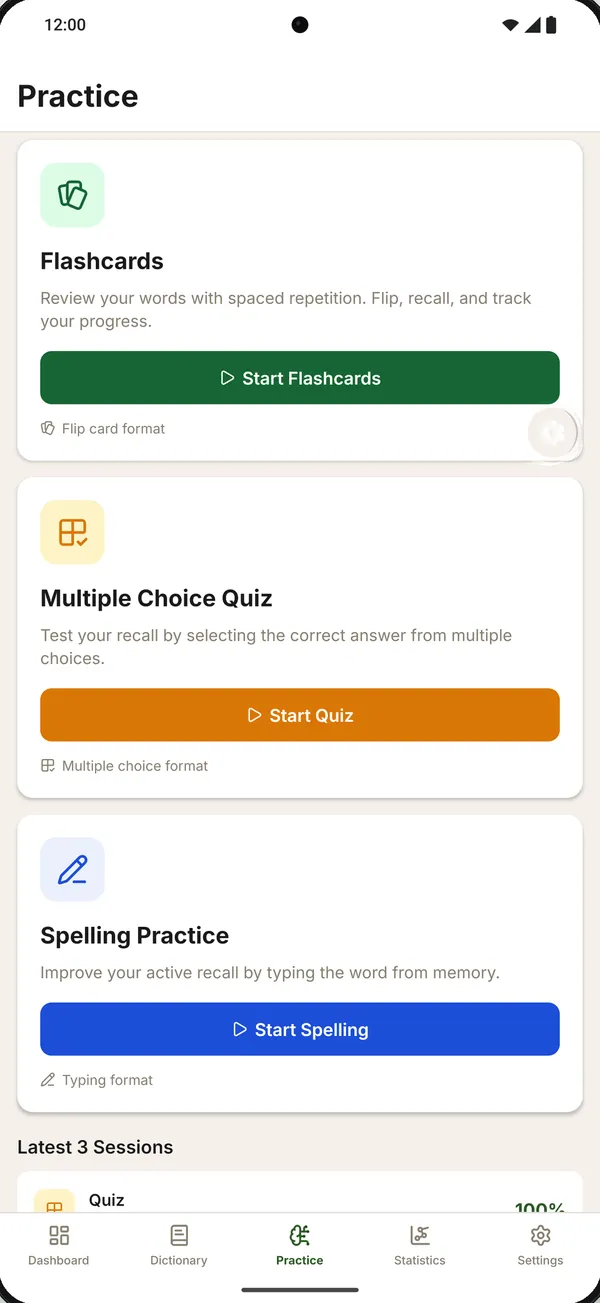 12:00
Practice
Flashcards
Review your words with spaced repetition. Flip, recall, and track
your progress.
Start Flashcards
Flip card format
Multiple Choice Quiz
Test your recall by selecting the correct answer from multiple
choices.
Start Quiz
Multiple choice format
Spelling Practice
Improve your active recall by typing the word from memory.
Start Spelling
Typing format
Latest 3 Sessions
Quiz
100%
Dashboard
Dictionary
Practice
Statistics
Settings